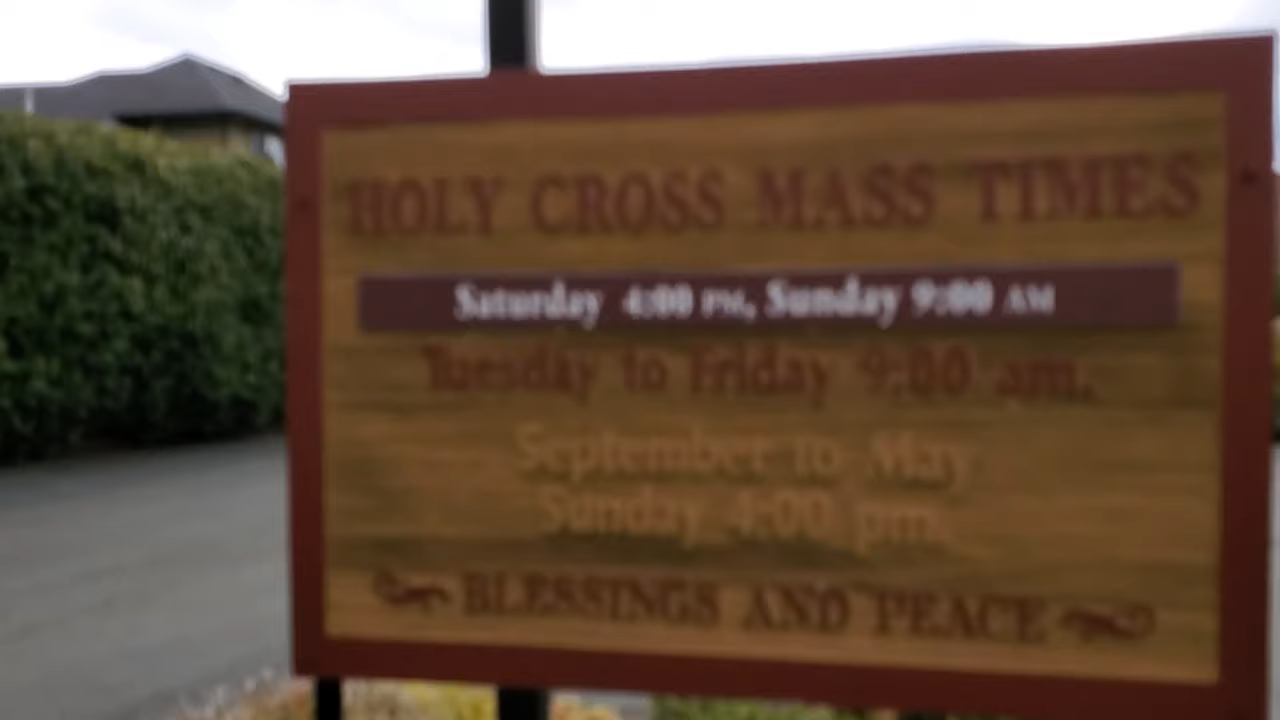 HOLY CROSS MASS TIMES
Saturday 4:00 PM, Sunday 9:00 AM
Tuesday to Friday 9:00 am.
September to May
Sunday 4:00 pm.
BLESSINGS AND PEACE